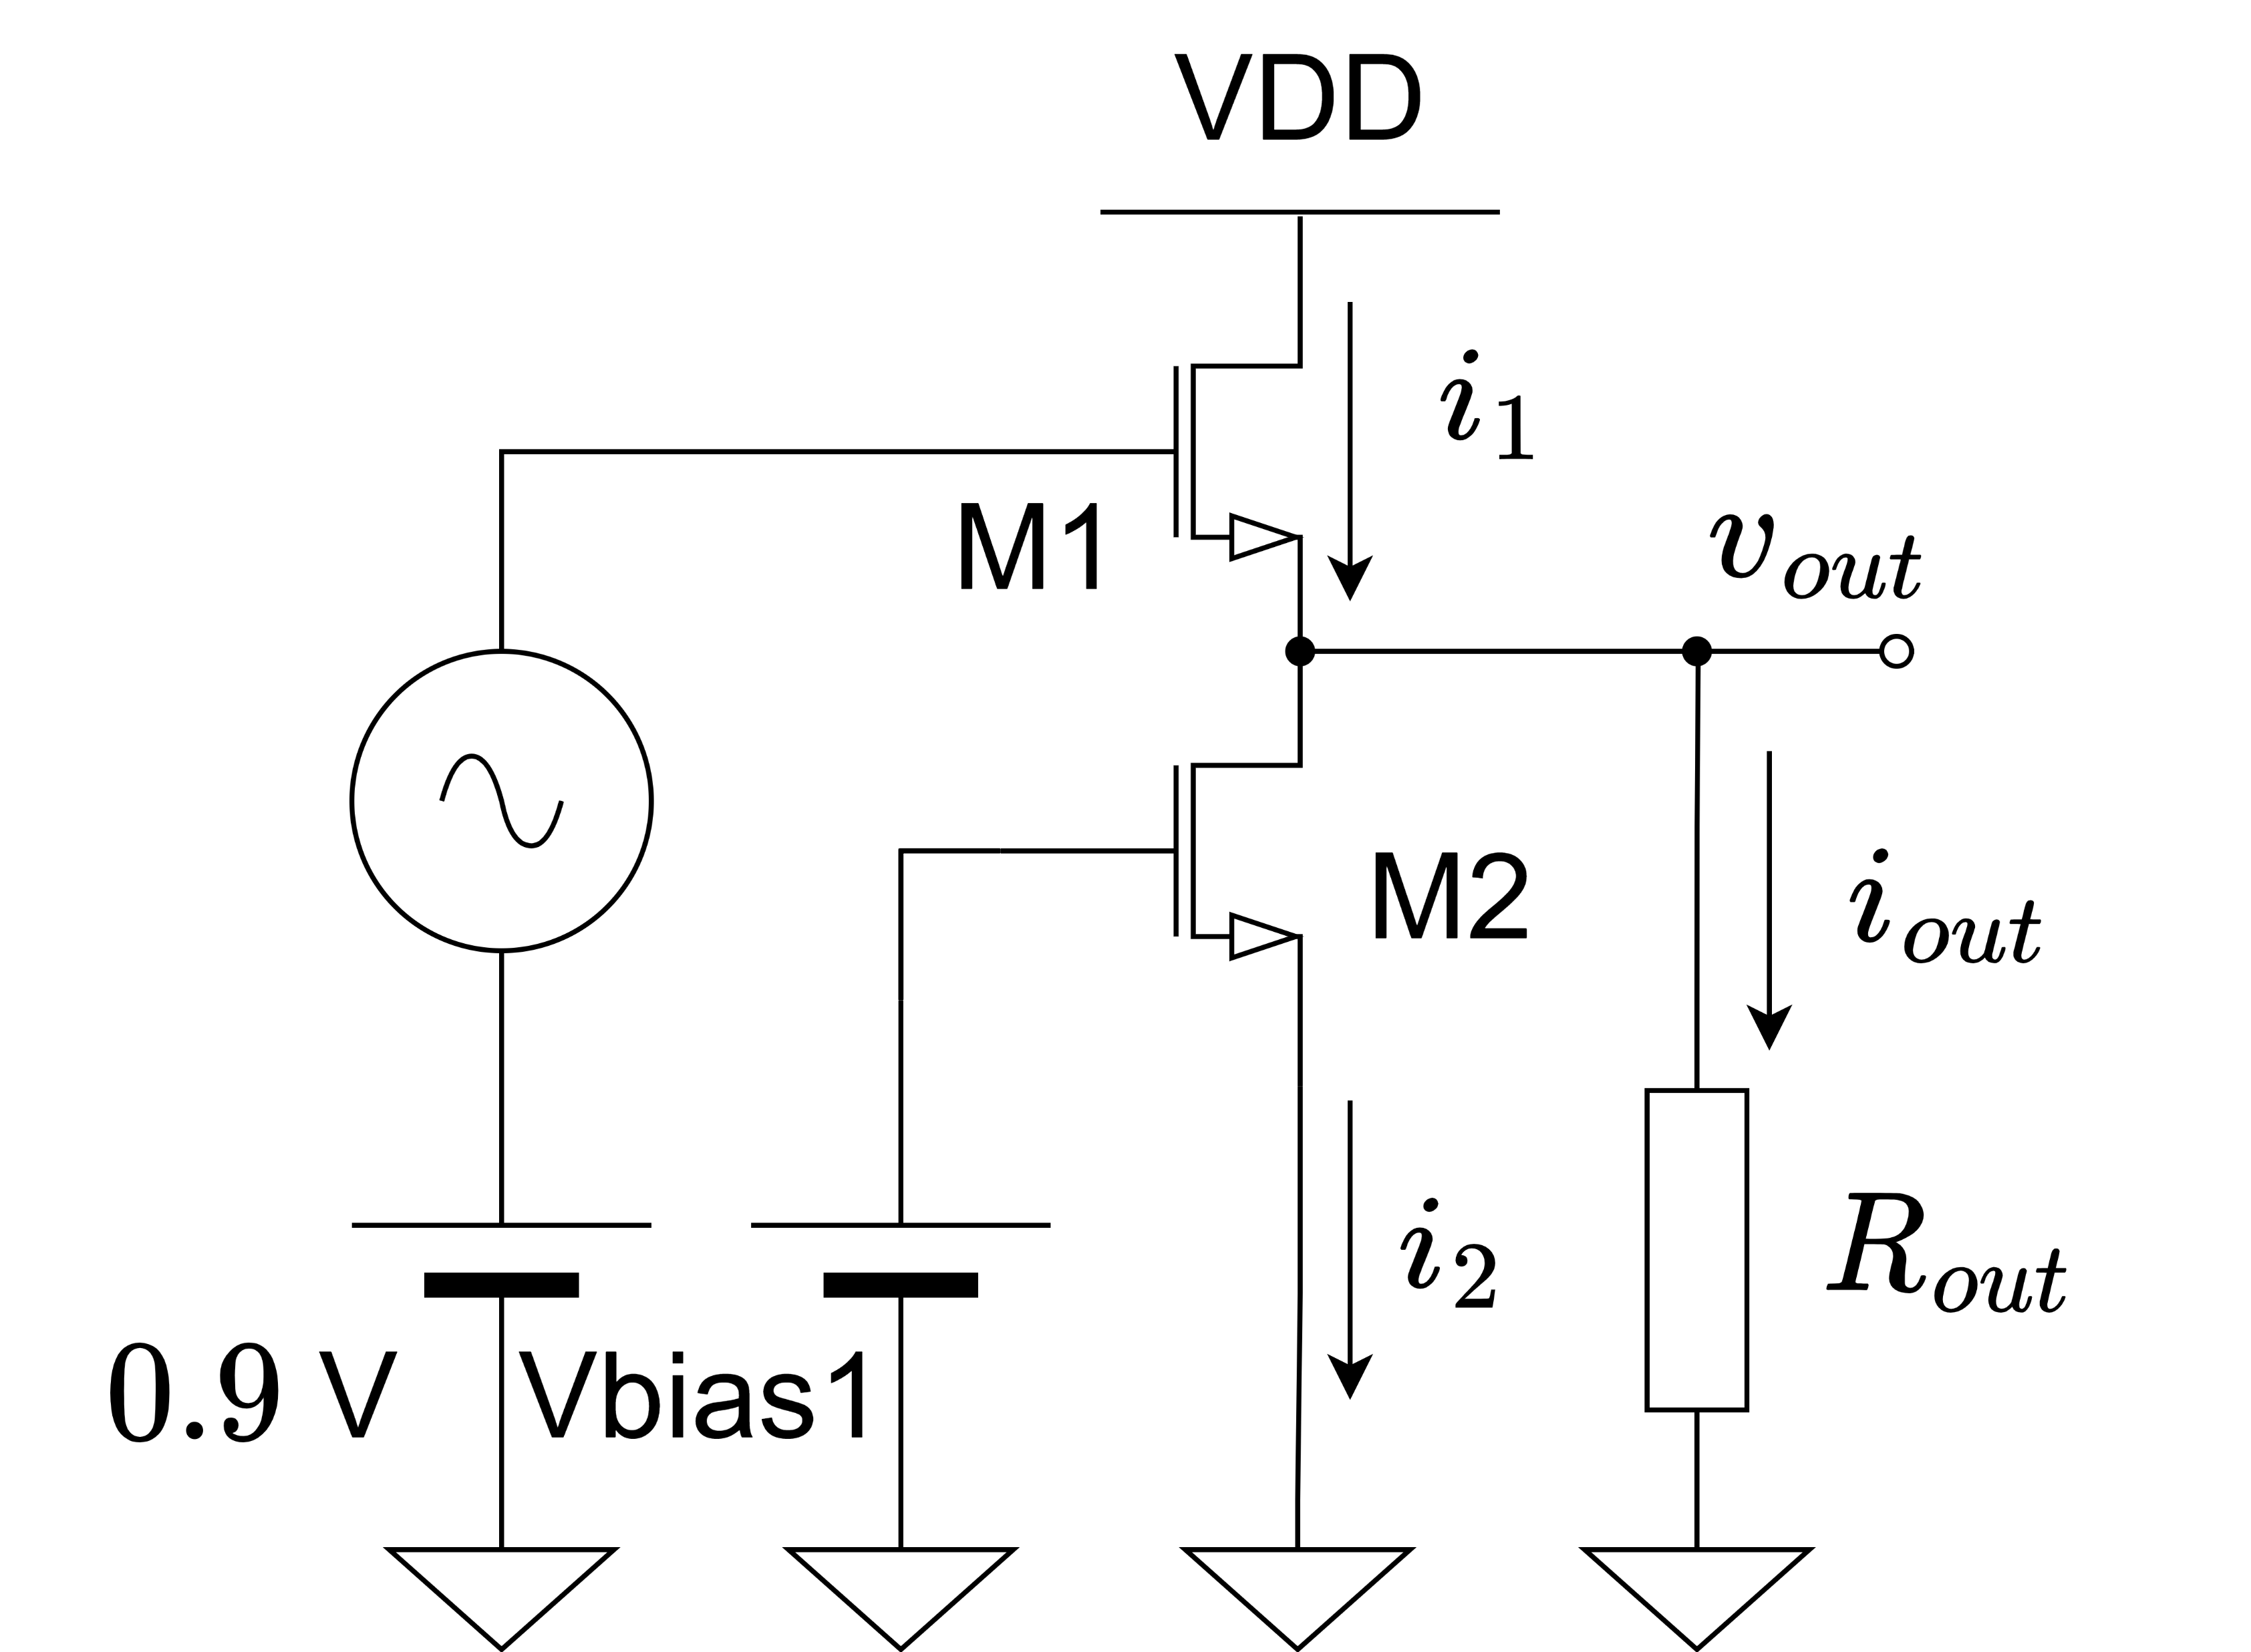 VDD
i1
M1
vout
M2
iout
i2
Rout
0.9 V
Vbias1